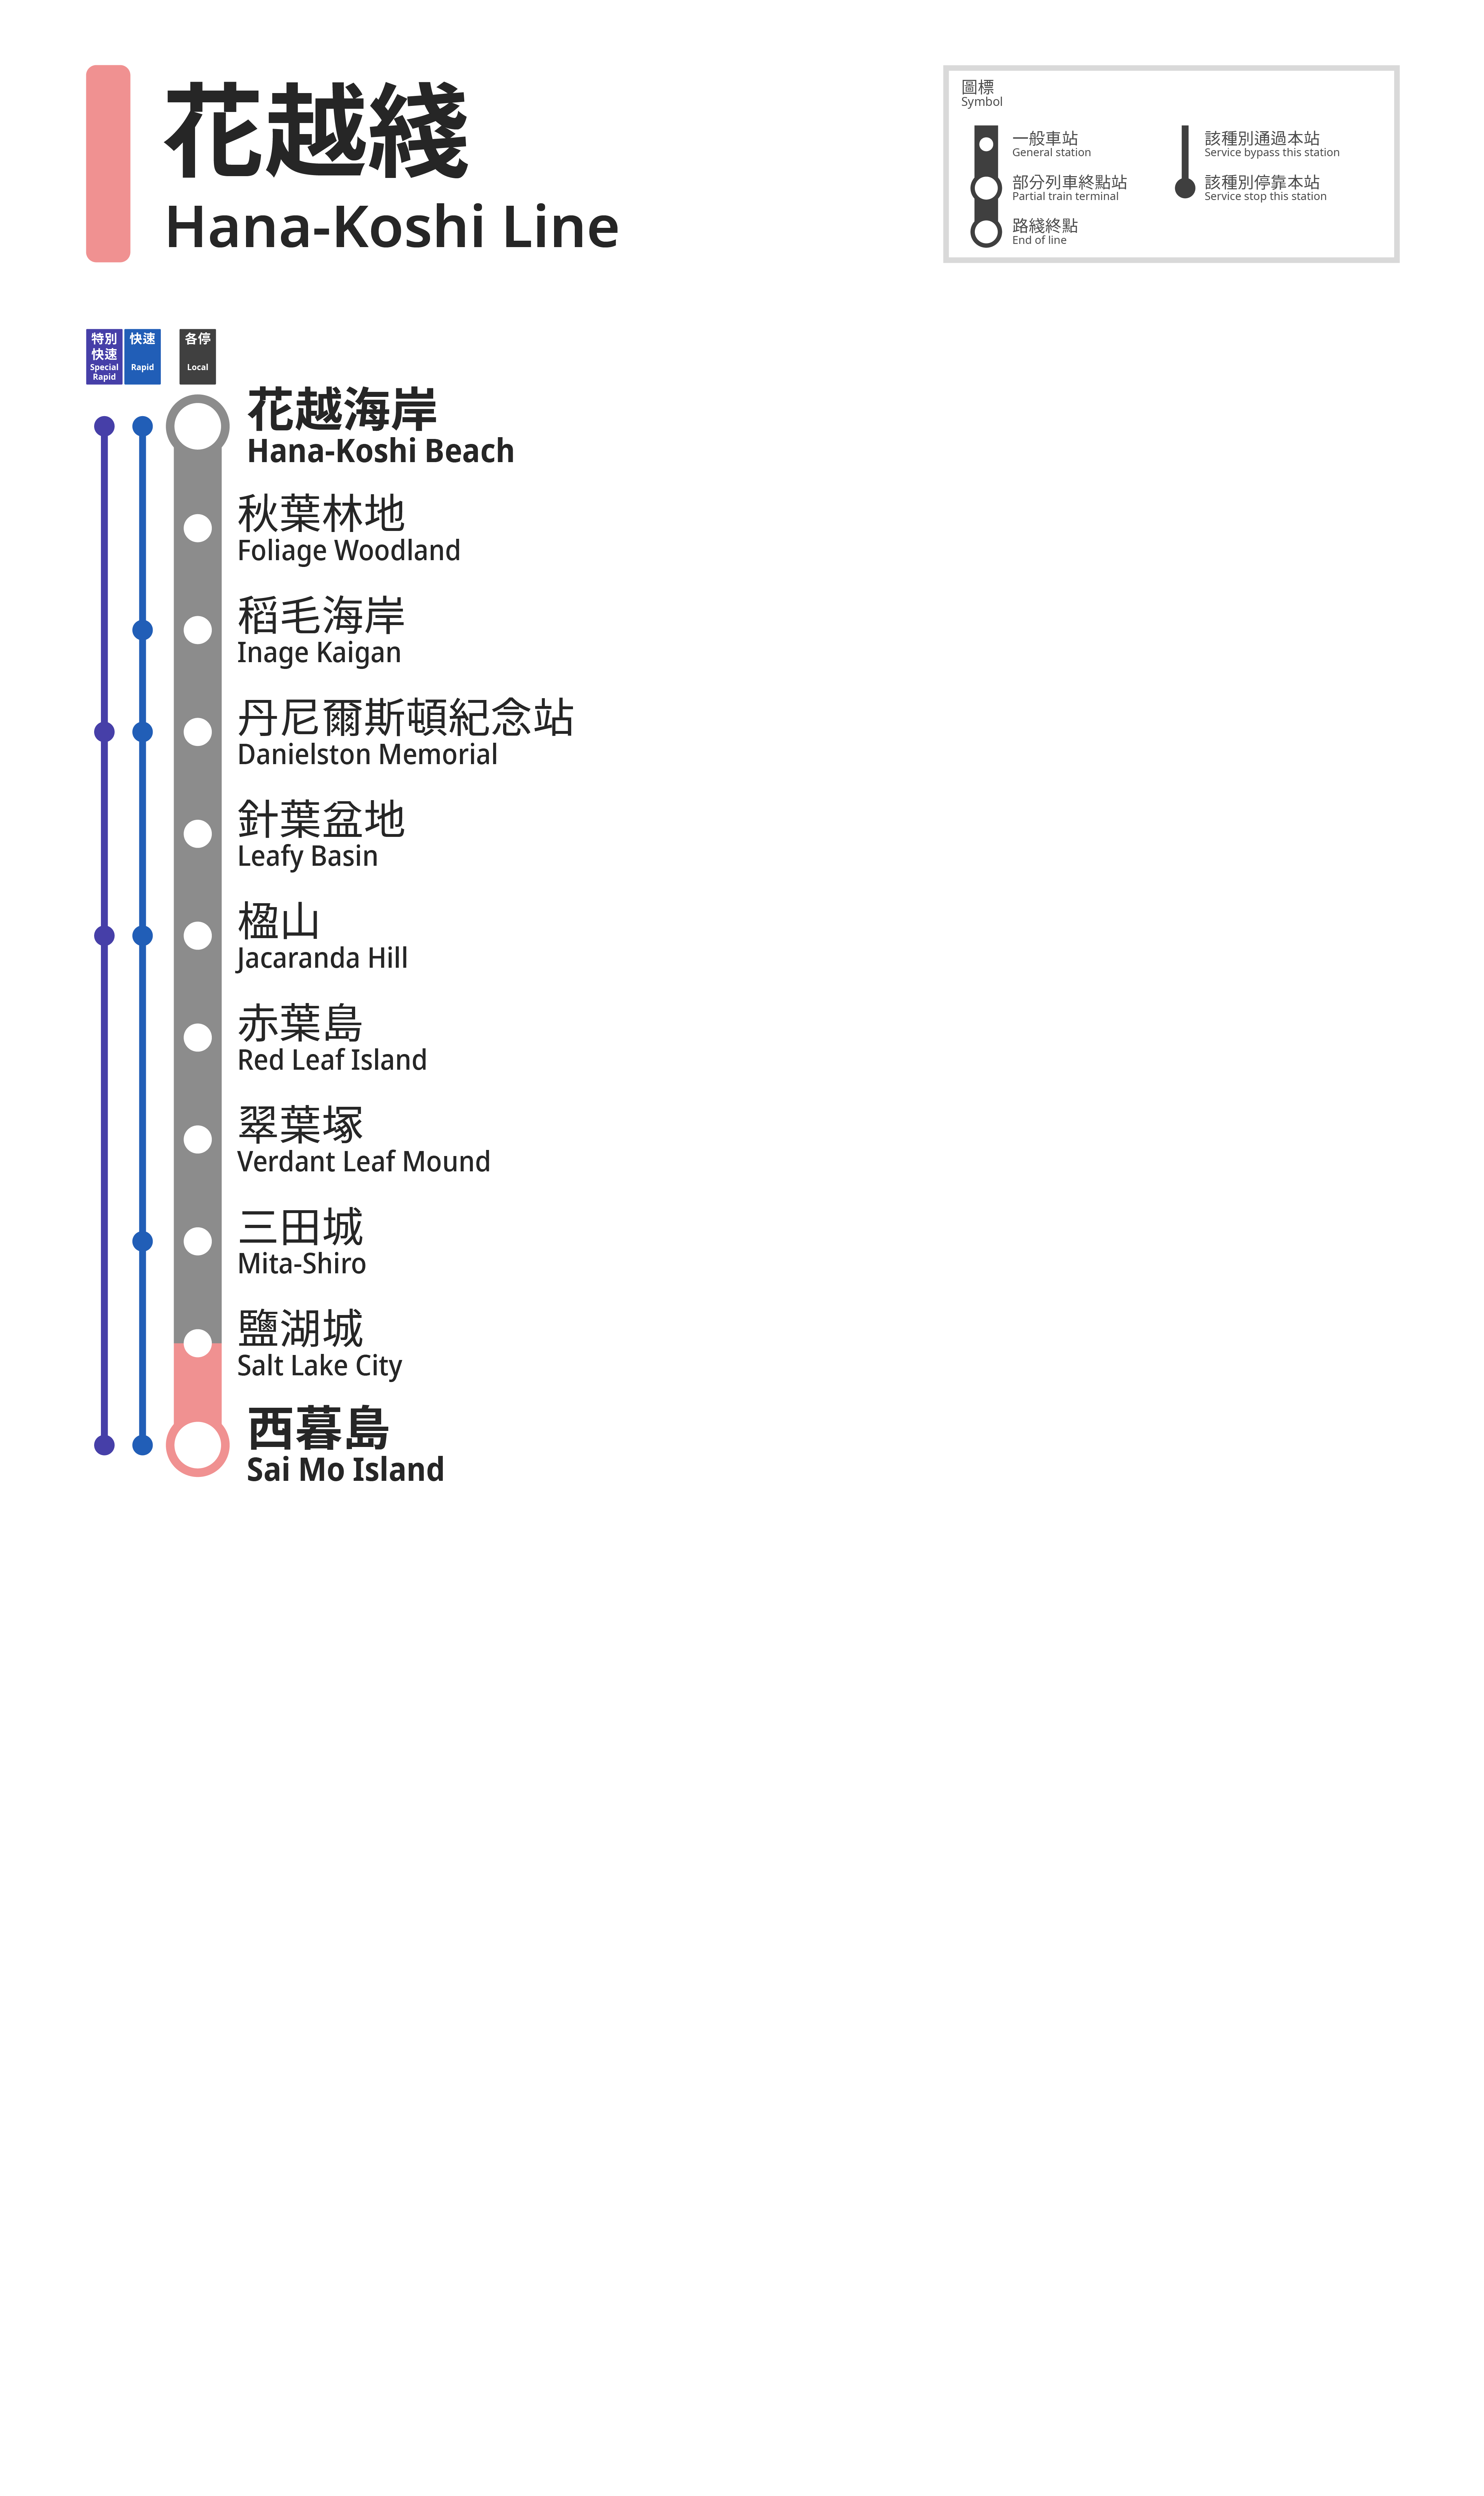 花越綫
Hana-Koshi Line
圖標
Symbol
一般車站
General station
部分列車終點站
Partial train terminal
路綫終點
End of line
該種別通過本站
Service bypass this station
該種別停靠本站
Service stop this station
特別
快速
Special
Rapid
快速
Rapid
各停
Local
花越海岸
Hana-Koshi Beach
秋葉林地
Foliage Woodland
稻毛海岸
Inage Kaigan
丹尼爾斯頓紀念站
Danielston Memorial
針葉盆地
Leafy Basin
楹山
Jacaranda Hill
赤葉島
Red Leaf Island
翠葉塚
Verdant Leaf Mound
三田城
Mita-Shiro
鹽湖城
Salt Lake City
西暮島
Sai Mo Island